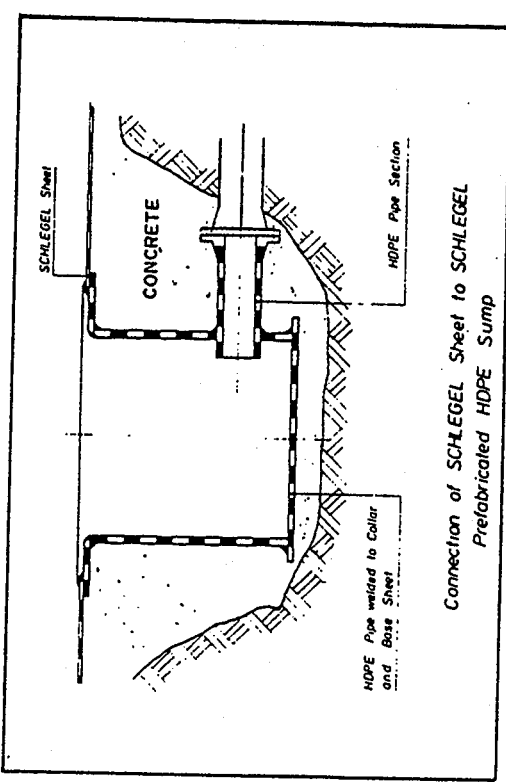 SCHLEGEL Sheet
CONCRETE
HDPE Pipe Section
HDPE Pipe welded to Collar
and Base Sheet
Connection of SCHLEGEL Sheet to SCHLEGEL
Prefabricated HDPE Sump